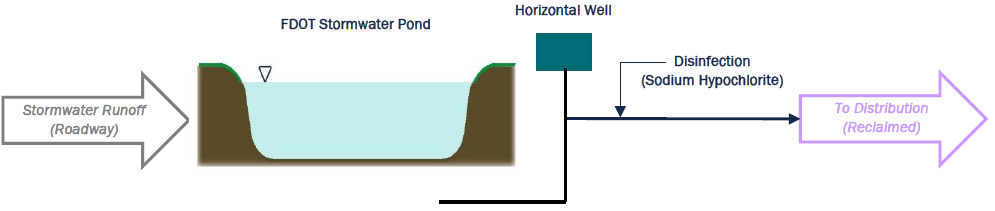 FDOT Stormwater Pond
Horizontal Well
Stormwater Runoff
(Roadway)
Disinfection
(Sodium Hypochlorite)
To Distribution
(Reclaimed)